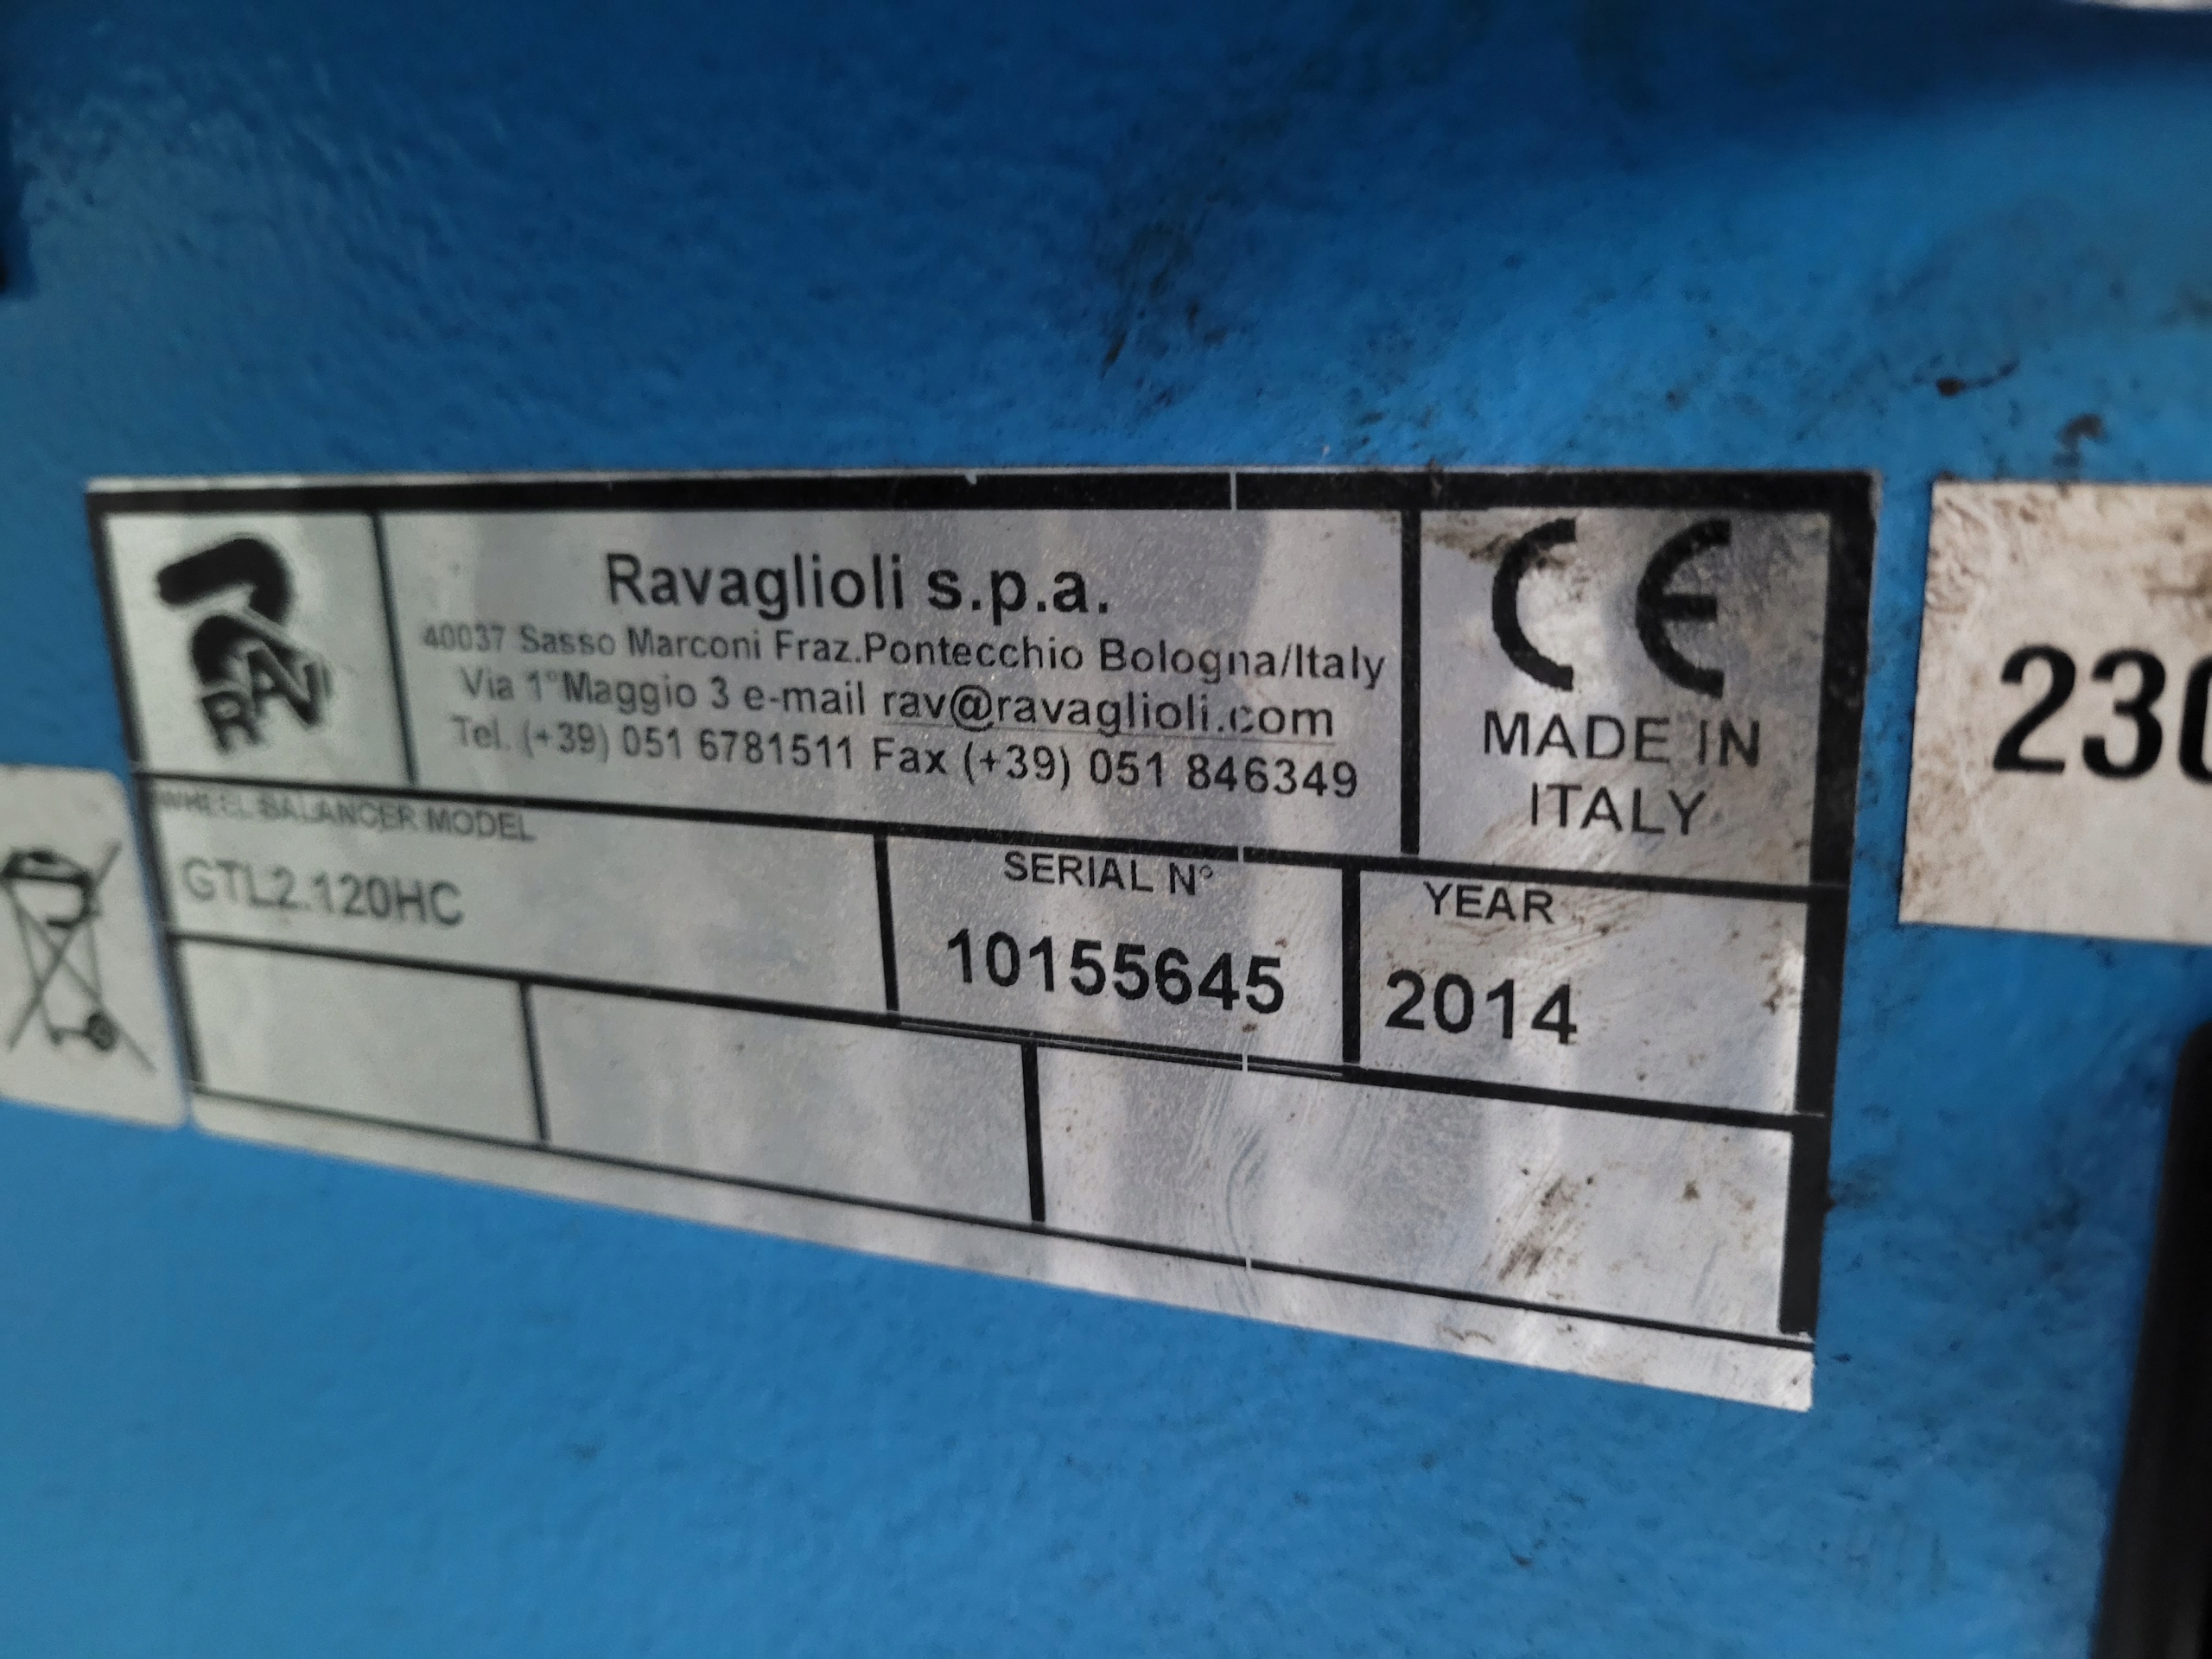 RAV
Ravaglioli s.p.a.
40037 Sasso Marconi Fraz.Pontecchio Bologna/Italy
Via 1°Maggio 3 e-mail rav@ravaglioli.com
Tel. (+39) 051 6781511 Fax (+39) 051 846349
CE
MADE IN
ITALY
WHEEL BALANCER MODEL
GTL2.120HC
SERIAL N°
10155645
YEAR
2014
230